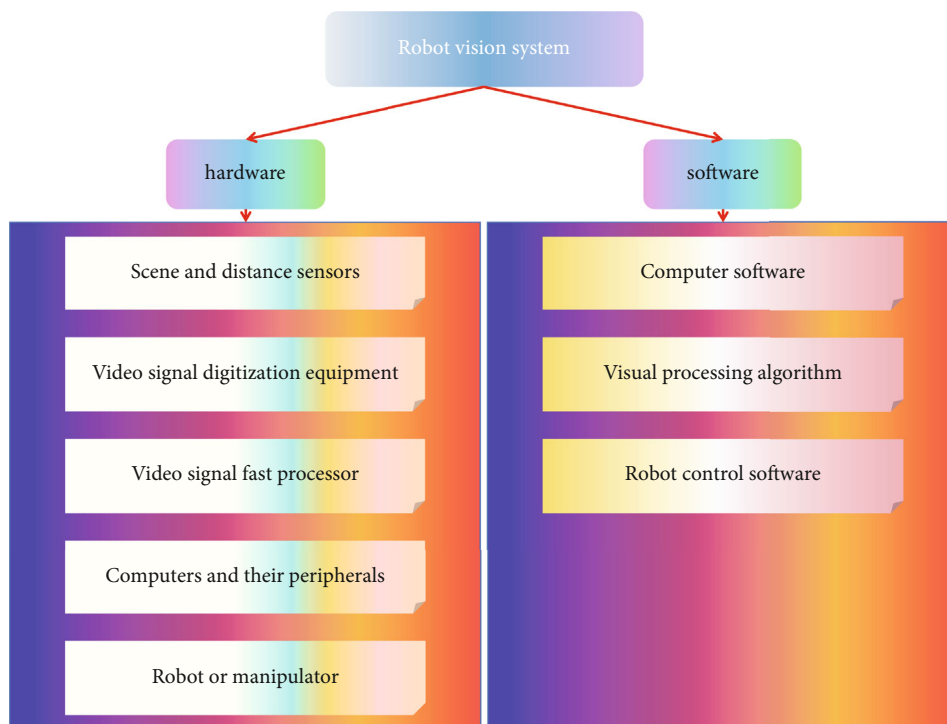 Robot vision system
hardware
software
Scene and distance sensors
Video signal digitization equipment
Video signal fast processor
Computers and their peripherals
Robot or manipulator
Computer software
Visual processing algorithm
Robot control software